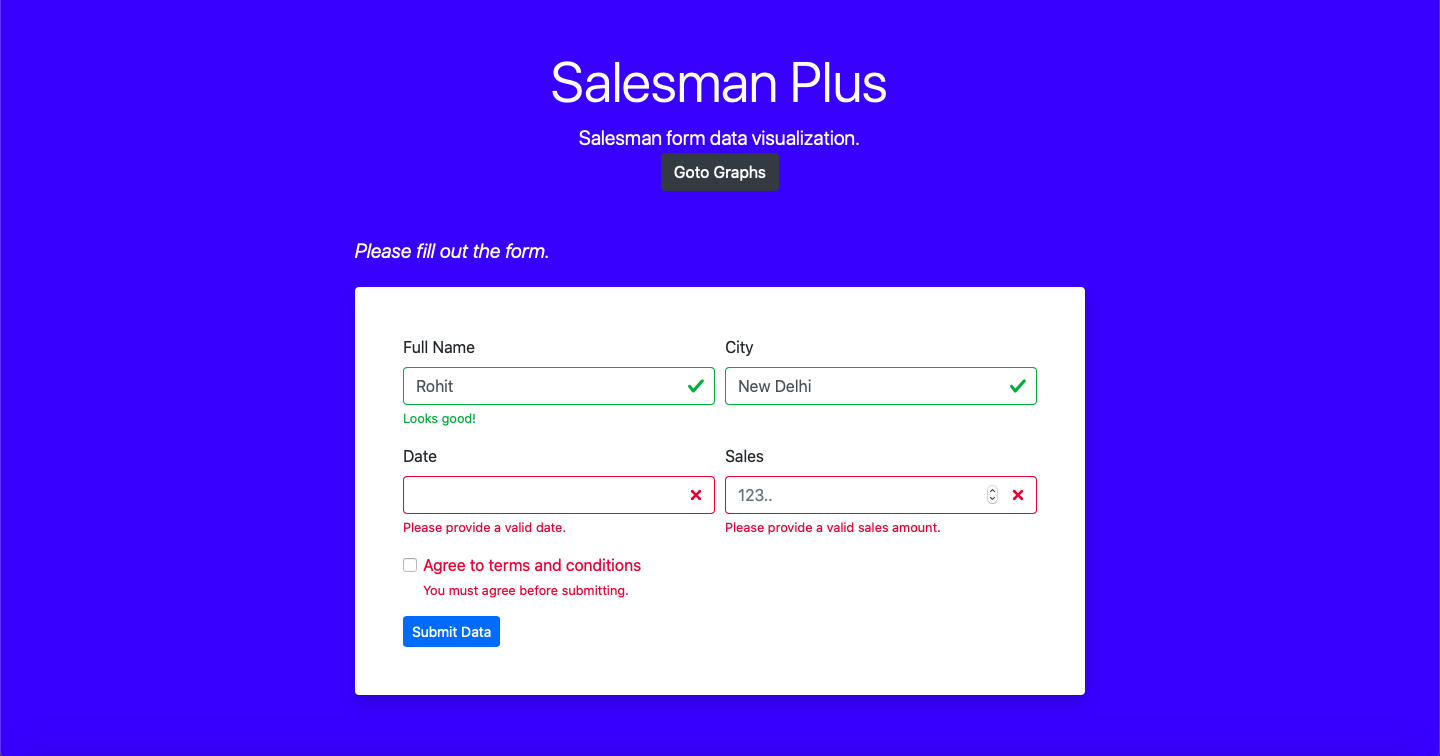 Salesman Plus
Salesman form data visualization.
Goto Graphs
Please fill out the form.
Full Name
City
Rohit
New Delhi
Looks good!
Date
Sales
123..
Please provide a valid date.
Please provide a valid sales amount.
Agree to terms and conditions
You must agree before submitting.
Submit Data